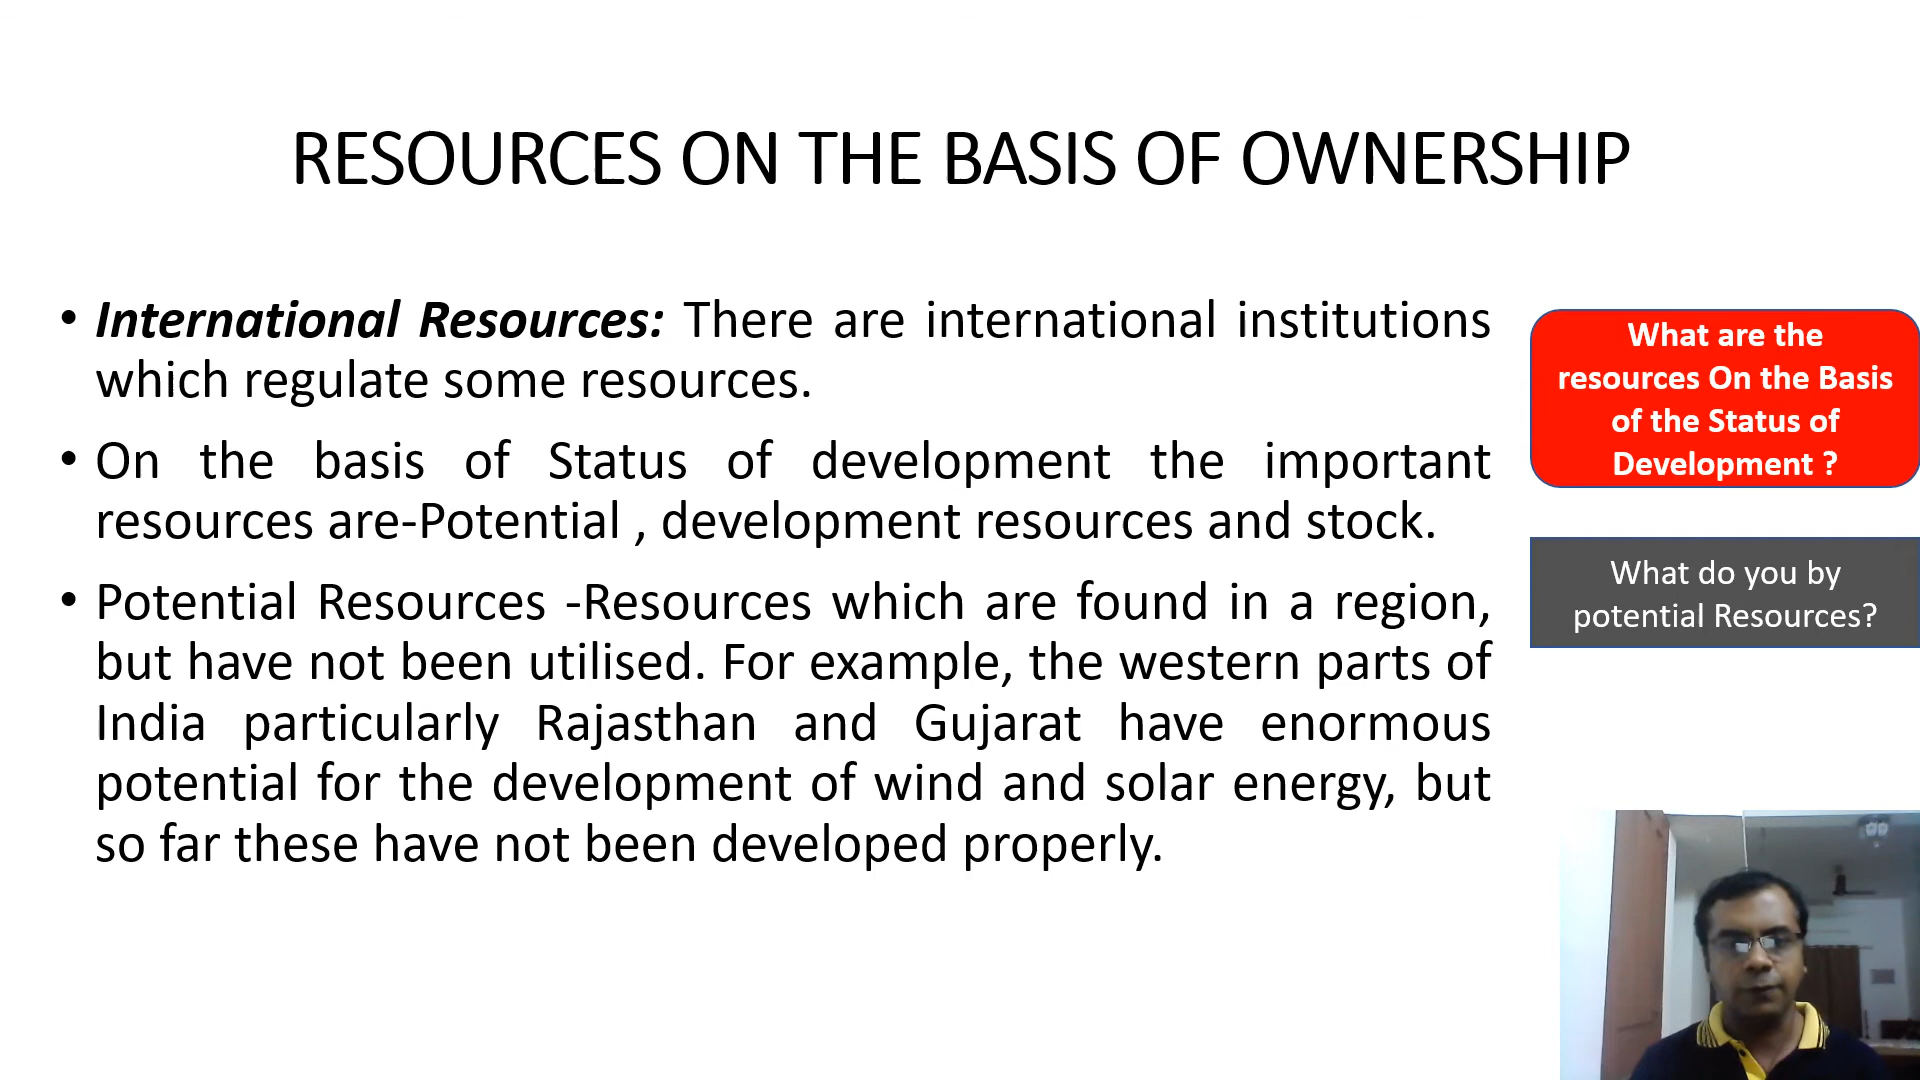 RESOURCES ON THE BASIS OF OWNERSHIP
• International Resources: There are international institutions
which regulate some resources.
• On the basis of Status of development the important
resources are-Potential , development resources and stock.
• Potential Resources -Resources which are found in a region,
but have not been utilised. For example, the western parts of
India particularly Rajasthan and Gujarat have enormous
potential for the development of wind and solar energy, but
so far these have not been developed properly.
What are the
resources On the Basis
of the Status of
Development ?
What do you by
potential Resources?